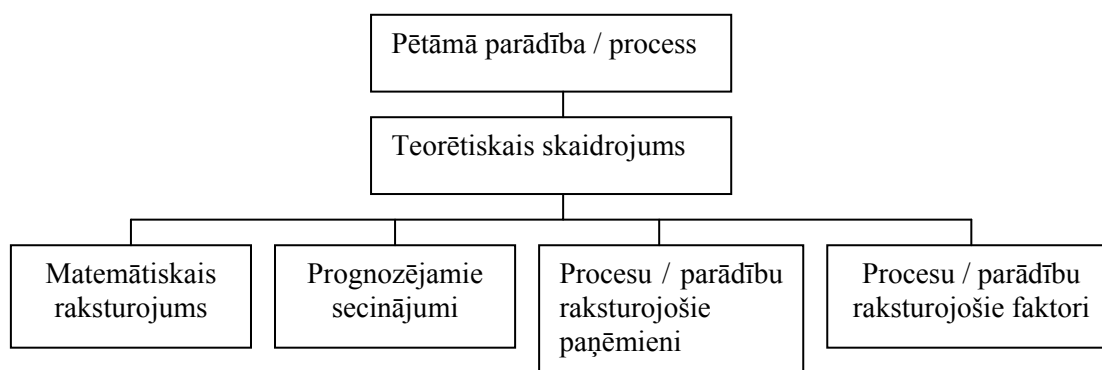 Pētāmā parādība / process
Teorētiskais skaidrojums
Matemātiskais
raksturojums
Prognozējamie
secinājumi
Procesu / parādību
raksturojošie
paņēmieni
Procesu / parādību
raksturojošie faktori